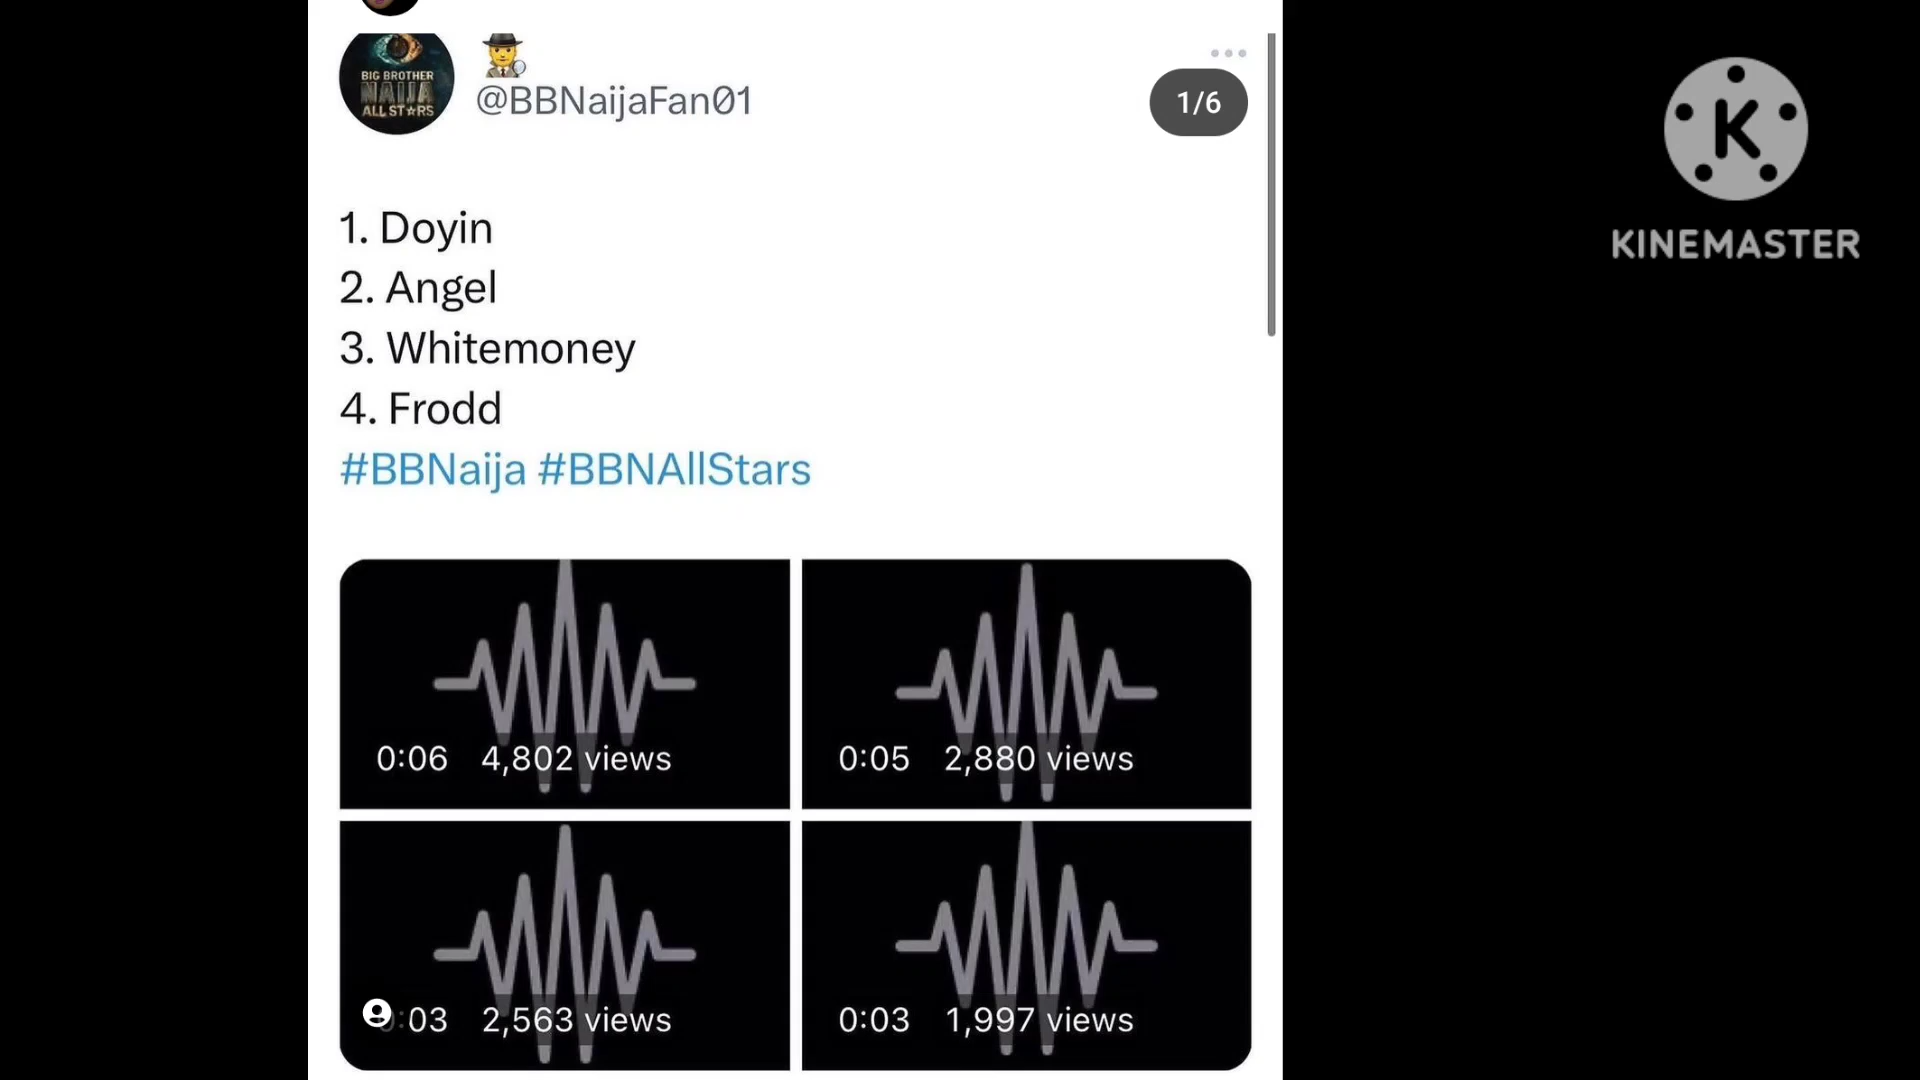 BIG BROTHER
NAIJA
ALL ST★RS
@BBNaijaFan01
1/6
K
KINEMASTER
1. Doyin
2. Angel
3. Whitemoney
4. Frodd
#BBNaija #BBNAllStars
0:06 4,802 views
0:05 2,880 views
0:03 2,563 views
0:03 1,997 views